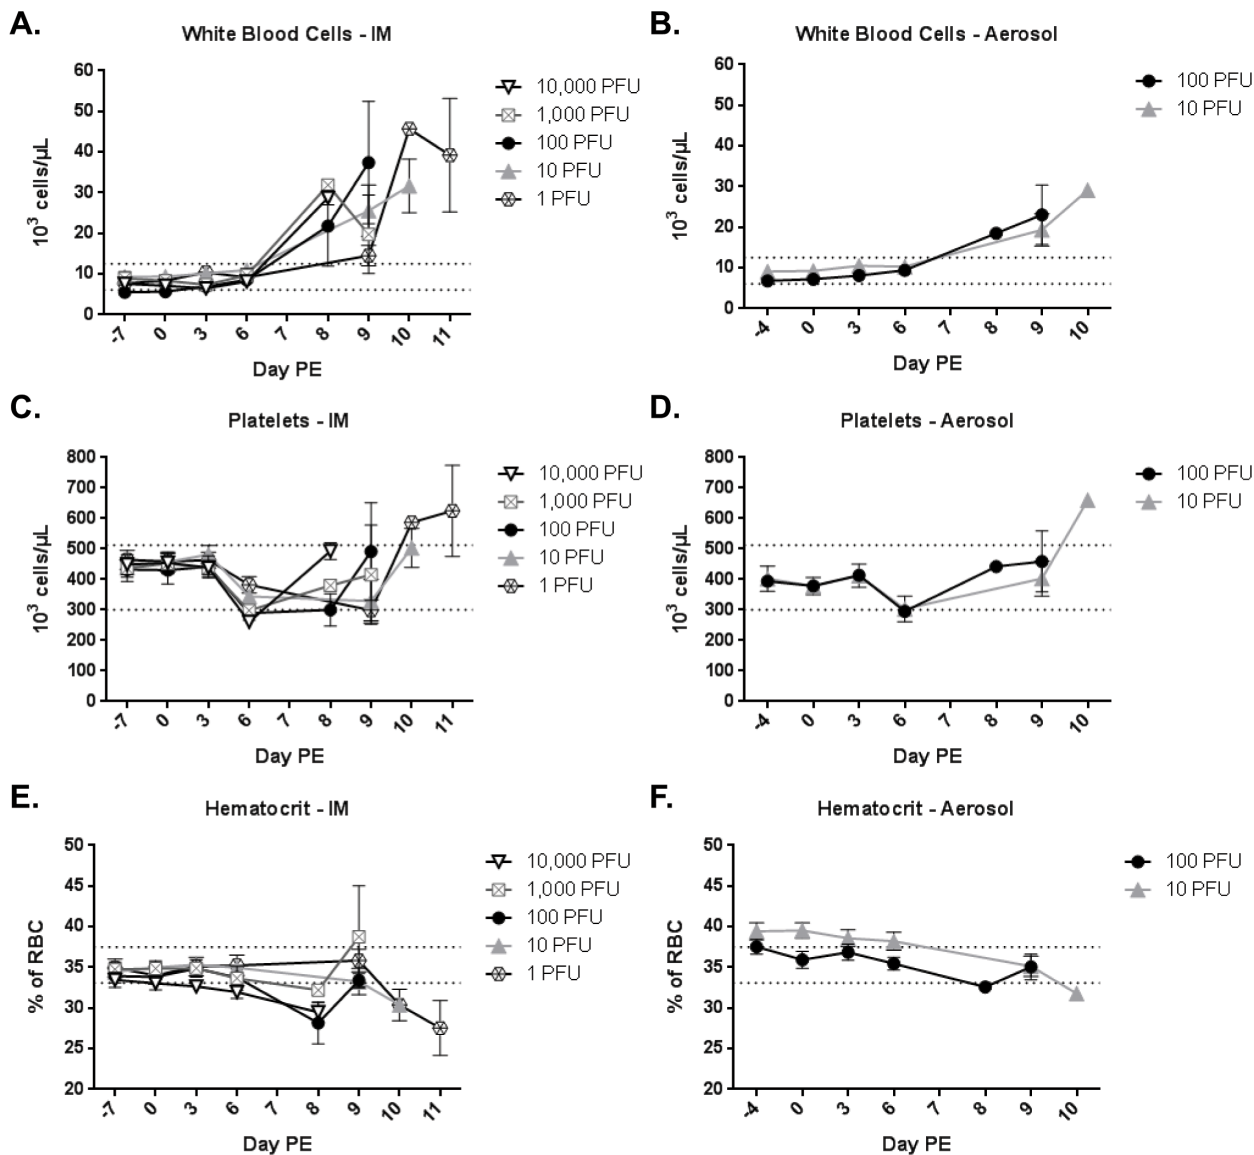 A.
White Blood Cells - IM
10³ cells/µL
60
50
40
30
20
10
0
-7 0 3 6 7 8 9 10 11
Day PE
10,000 PFU
1,000 PFU
100 PFU
10 PFU
1 PFU
B.
White Blood Cells - Aerosol
10³ cells/µL
60
50
40
30
20
10
0
-4 0 3 6 7 8 9 10
Day PE
100 PFU
10 PFU
C.
Platelets - IM
10³ cells/µL
800
700
600
500
400
300
200
100
0
-7 0 3 6 7 8 9 10 11
Day PE
10,000 PFU
1,000 PFU
100 PFU
10 PFU
1 PFU
D.
Platelets - Aerosol
10³ cells/µL
800
700
600
500
400
300
200
100
0
-4 0 3 6 7 8 9 10
Day PE
100 PFU
10 PFU
E.
Hematocrit - IM
% of RBC
50
45
40
35
30
25
20
-7 0 3 6 7 8 9 10 11
Day PE
10,000 PFU
1,000 PFU
100 PFU
10 PFU
1 PFU
F.
Hematocrit - Aerosol
% of RBC
50
45
40
35
30
25
20
-4 0 3 6 7 8 9 10
Day PE
100 PFU
10 PFU